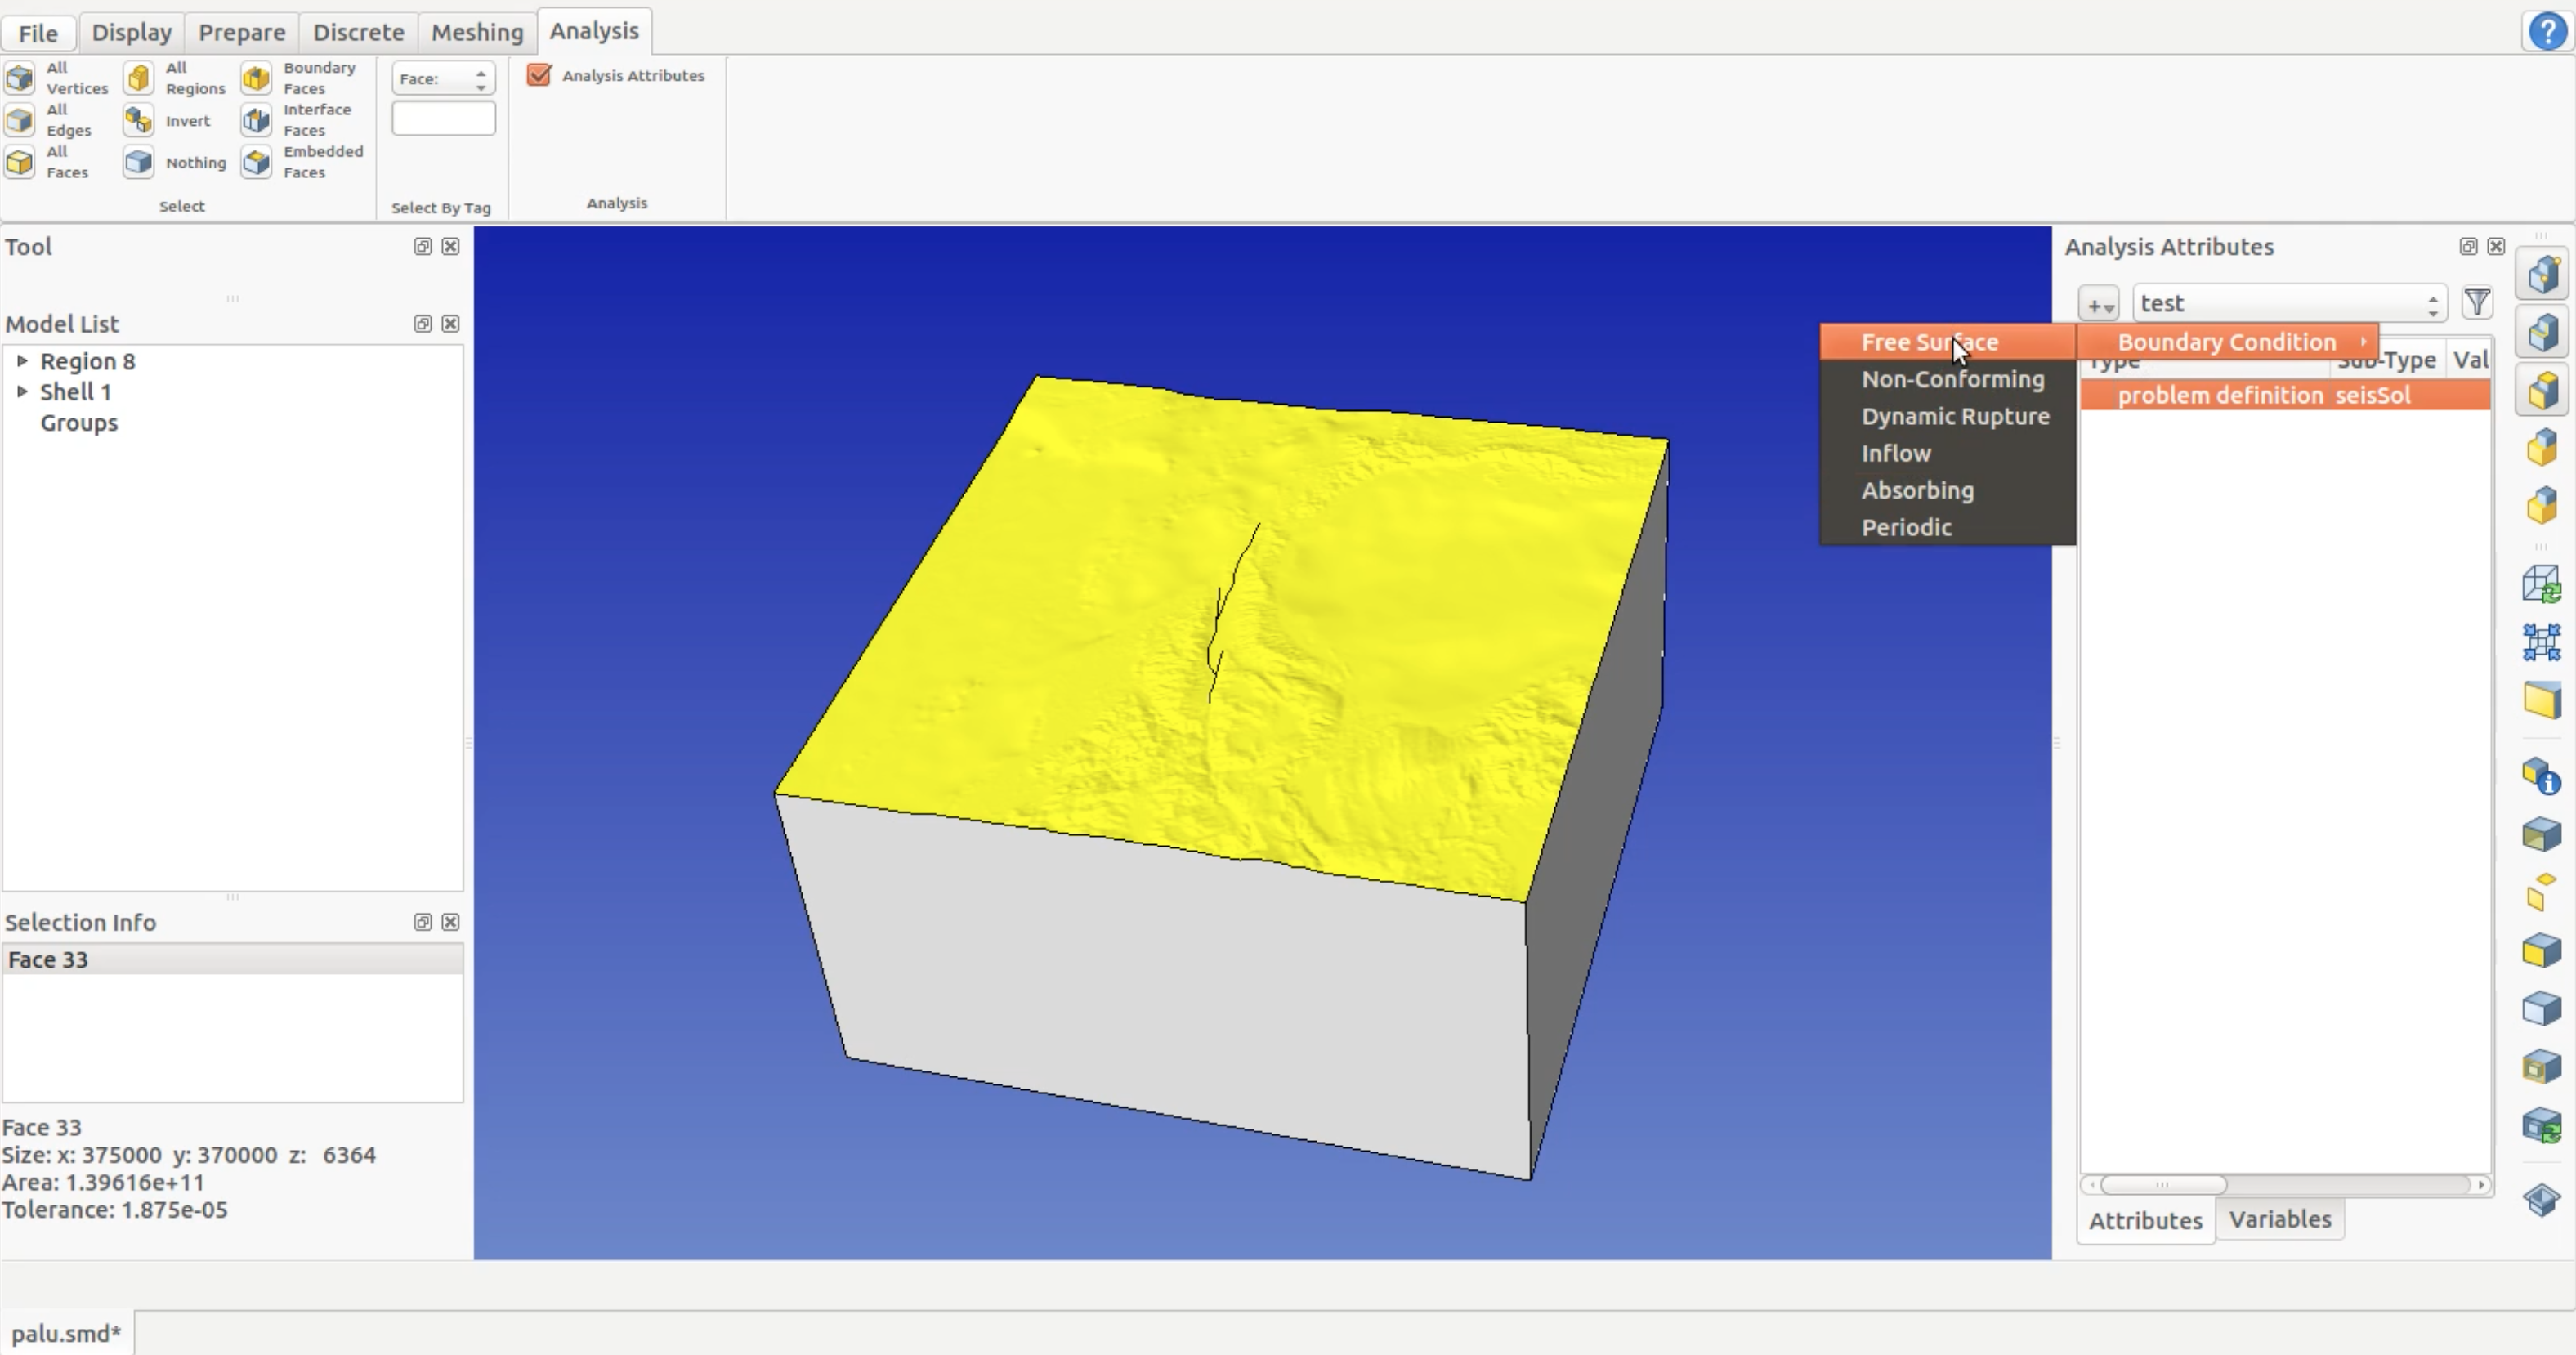 File
Display
Prepare
Discrete
Meshing
Analysis
All
Vertices
All
Regions
Boundary
Faces
All
Edges
Invert
Interface
Faces
All
Faces
Nothing
Embedded
Faces
Select
Face:
Select By Tag
Analysis Attributes
Analysis
Tool
Model List
Region 8
Shell 1
Groups
Selection Info
Face 33
Face 33
Size: x: 375000 y: 370000 z: 6364
Area: 1.39616e+11
Tolerance: 1.875e-05
Analysis Attributes
test
Free Surface
Non-Conforming
Dynamic Rupture
Inflow
Absorbing
Periodic
Boundary Condition
Type Sub-Type Val
problem definition seisSol
Attributes
Variables
palu.smd*